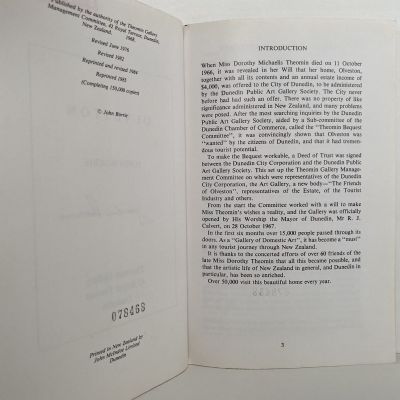 Published by the authority of the Theomin Gallery
Management Committee, 42 Royal Terrace, Dunedin,
New Zealand.
1968.
Revised June 1976
Revised 1982
Reprinted and revised 1984
Reprinted 1985
(Completing 150,000 copies)
© John Bertie
078468
Printed in New Zealand by
John McIndoe Limited
Dunedin
INTRODUCTION
When Miss Dorothy Michaelis Theomin died on 11 October
1966, it was revealed in her Will that her home, Olveston,
together with all its contents and an annual estate income of
$4,000, was offered to the City of Dunedin, to be administered
by the Dunedin Public Art Gallery Society. The City never
before had had such an offer. There was no property of like
significance administered in New Zealand, and many problems
were posed. After the most searching inquiries by the Dunedin
Public Art Gallery Society, aided by a Sub-committee of the
Dunedin Chamber of Commerce, called the "Theomin Bequest
Committee", it was convincingly shown that Olveston was
"wanted" by the citizens of Dunedin, and that it had tremen-
dous tourist potential.
To make the Bequest workable, a Deed of Trust was signed
between the Dunedin City Corporation and the Dunedin Public
Art Gallery Society. This set up the Theomin Gallery Manage-
ment Committee on which were representatives of the Dunedin
City Corporation, the Art Gallery, a new body—"The Friends
of Olveston", representatives of the Estate, of the Tourist
Industry and others.
From the start the Committee worked with a will to make
Miss Theomin's wishes a reality, and the Gallery was officially
opened by His Worship the Mayor of Dunedin, Mr R. J.
Calvert, on 28 October 1967.
In the first six months over 15,000 people passed through its
doors. As a "Gallery of Domestic Art", it has become a "must"
in any tourist journey through New Zealand.
It is thanks to the concerted efforts of over 60 friends of the
late Miss Dorothy Theomin that all this became possible, and
that the artistic life of New Zealand in general, and Dunedin in
particular, has been so enriched.
Over 50,000 visit this beautiful home every year.
3